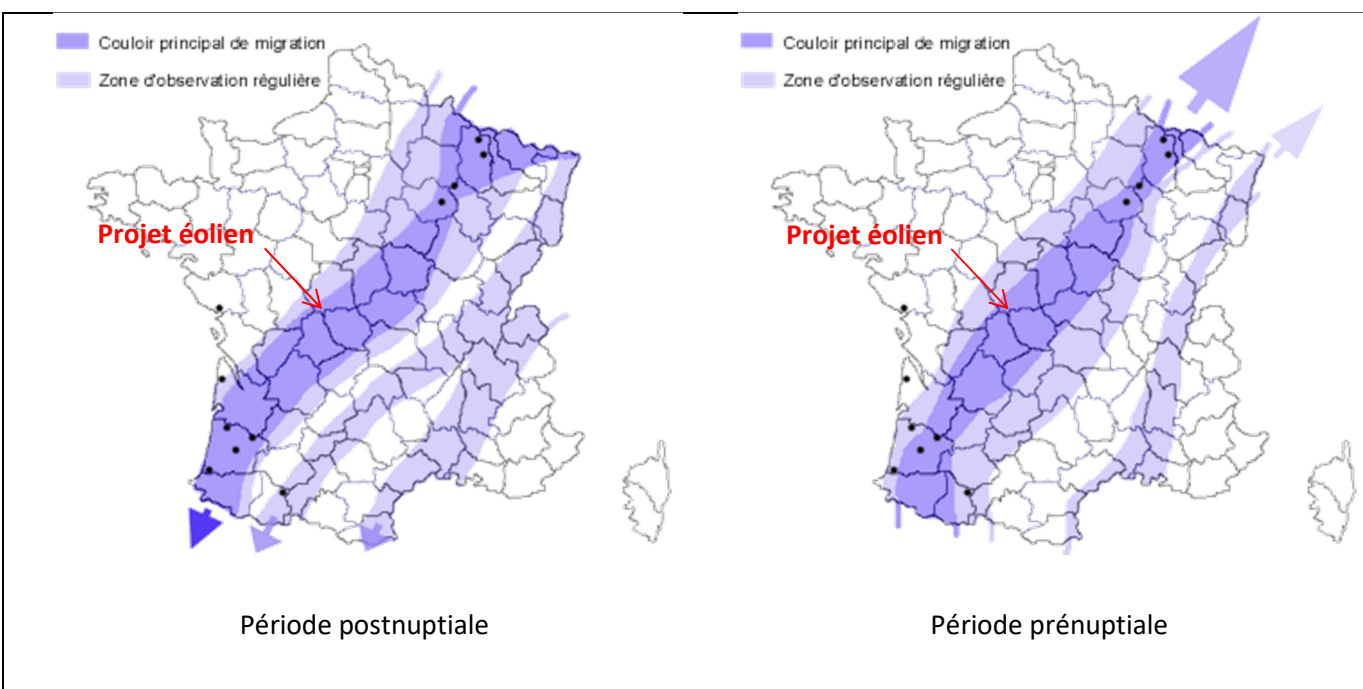 Couloir principal de migration
Zone d'observation régulière
Projet éolien
Période postnuptiale
Couloir principal de migration
Zone d'observation régulière
Projet éolien
Période prénuptiale